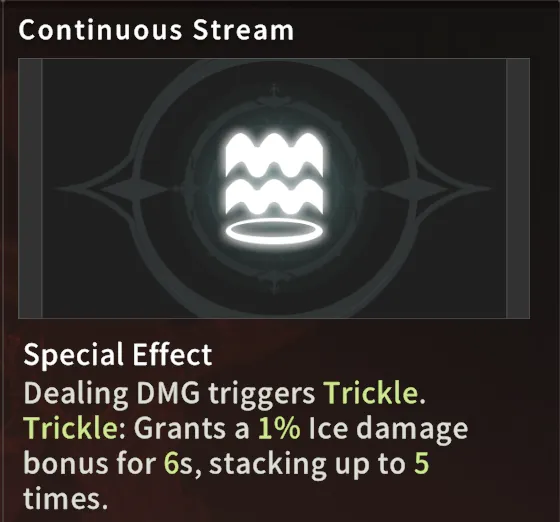 Continuous Stream
Special Effect
Dealing DMG triggers Trickle.
Trickle: Grants a 1% Ice damage
bonus for 6s, stacking up to 5
times.